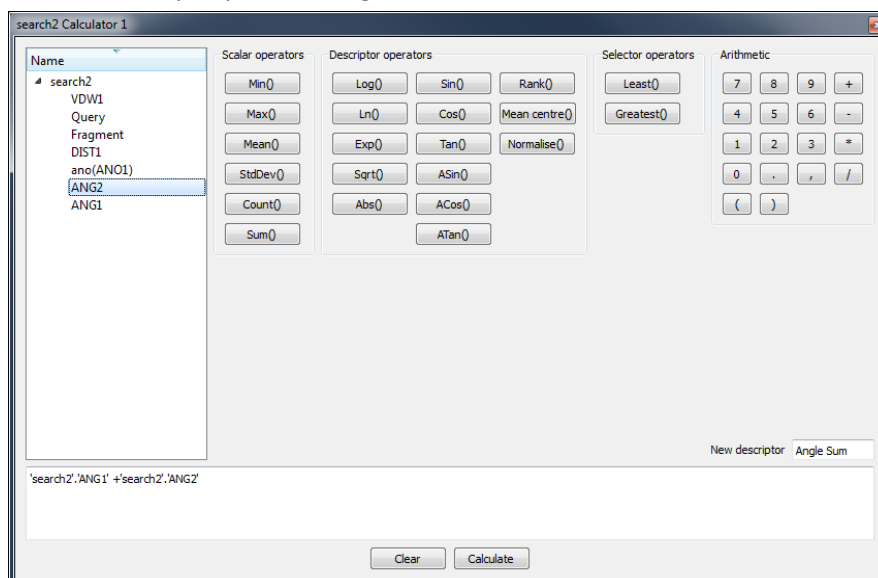 search2 Calculator 1
Name
search2
VDW1
Query
Fragment
DIST1
ano(ANO1)
ANG2
ANG1
Scalar operators
Min()
Max()
Mean()
StdDev()
Count()
Sum()
Descriptor operators
Log() Sin() Rank()
Ln() Cos() Mean centre()
Exp() Tan() Normalise()
Sqrt() ASin()
Abs() ACos()
ATan()
Selector operators
Least()
Greatest()
Arithmetic
7 8 9 +
4 5 6 -
1 2 3 *
0 . , /
( )
New descriptor Angle Sum
'search2'.'ANG1' +'search2'.'ANG2'
Clear Calculate